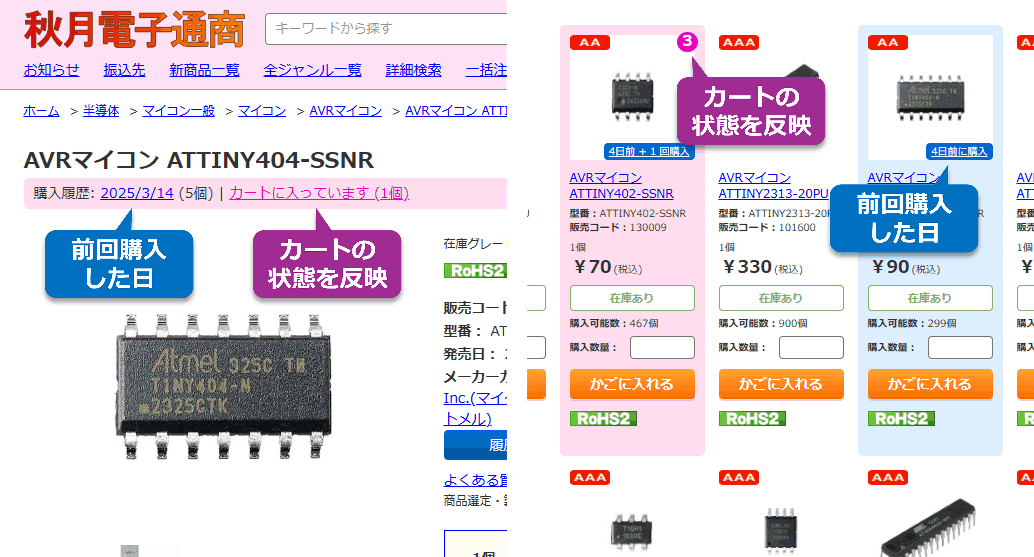 秋月電子通商
キーワードから探す
お知らせ 振込先 新商品一覧 全ジャンル一覧 詳細検索 一括注
ホーム > 半導体 > マイコン一般 > マイコン > AVRマイコン > AVRマイコン ATTI
AVRマイコン ATTINY404-SSNR
購入履歴: 2025/3/14 (5個) | カートに入っています (1個)
前回購入
した日
カートの
状態を反映
Atmel 325C TH
TINY404-N
2325CTK
在庫グレー
RoHS2
販売コート
型番： AT
発売日：
メーカーカ
Inc.(マイ
トメル)
履
よくある質
商品選定・
1個
AA
3
4日前 + 1 回購入
AVRマイコン
ATTINY402-SSNR
型番：ATTINY402-SSNR
販売コード：130009
1個
￥70 (税込)
在庫あり
購入可能数：467個
購入数量：
かごに入れる
RoHS2
AAA
カートの
状態を反映
AVRマイコン
ATTINY2313-20PU
型番：ATTINY2313-20P
販売コード：101600
1個
￥330 (税込)
在庫あり
購入可能数：900個
購入数量：
かごに入れる
RoHS2
AA
Atmel 325C TH
TINY404-N
4日前に購入
AVRマイコン
前回購入
した日
￥90 (税込)
在庫あり
購入可能数：299個
購入数量：
かごに入れる
RoHS2
AAA
AAA
AAA